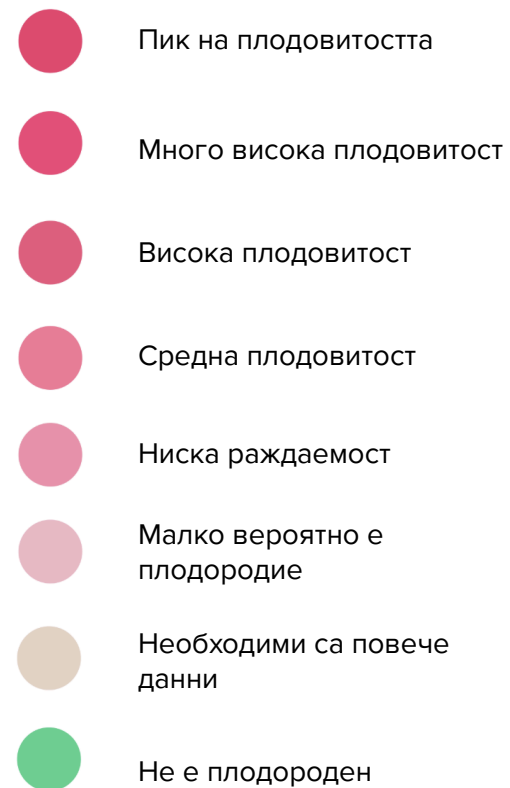 Пик на плодовитостта
Много висока плодовитост
Висока плодовитост
Средна плодовитост
Ниска раждаемост
Малко вероятно е
плодородие
Необходими са повече
данни
Не е плодороден